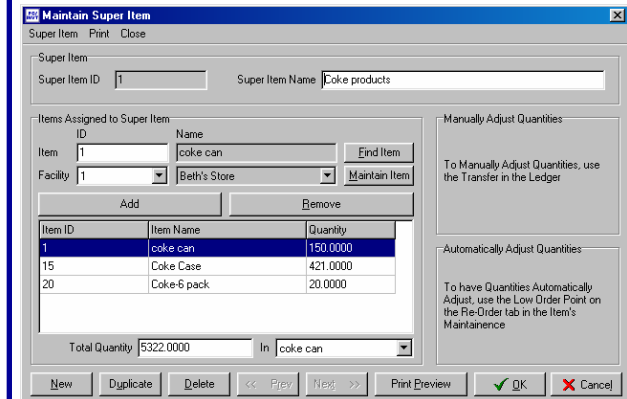 Maintain Super Item
Super Item Print Close
Super Item
Super Item ID 1 Super Item Name Coke products
Items Assigned to Super Item
ID Name
Item 1 coke can Find Item
Facility 1 Beth's Store Maintain Item
Add Remove
Item ID Item Name Quantity
1 coke can 150.0000
15 Coke Case 421.0000
20 Coke-6 pack 20.0000
Total Quantity 5322.0000 In coke can
Manually Adjust Quantities
To Manually Adjust Quantities, use
the Transfer in the Ledger
Automatically Adjust Quantities
To have Quantities Automatically
Adjust, use the Low Order Point on
the Re-Order tab in the Item's
Maintainence
New Duplicate Delete << Prev Next >> Print Preview OK Cancel